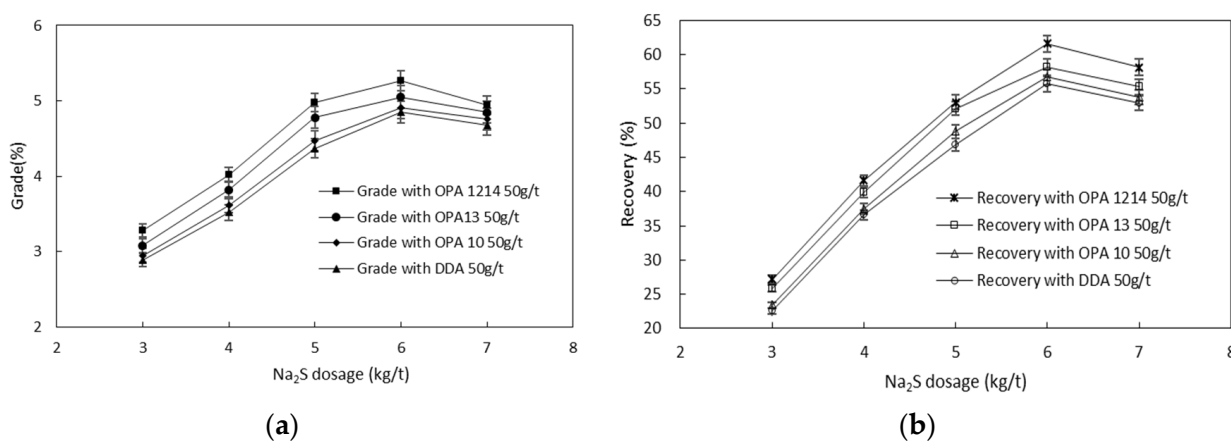 6
5
4
3
2
Grade(%)
Grade with OPA 1214 50g/t
Grade with OPA13 50g/t
Grade with OPA 10 50g/t
Grade with DDA 50g/t
2 3 4 5 6 7 8
Na₂S dosage (kg/t)
(a)
65
60
55
50
45
40
35
30
25
20
Recovery (%)
Recovery with OPA 1214 50g/t
Recovery with OPA 13 50g/t
Recovery with OPA 10 50g/t
Recovery with DDA 50g/t
2 3 4 5 6 7 8
Na₂S dosage (kg/t)
(b)